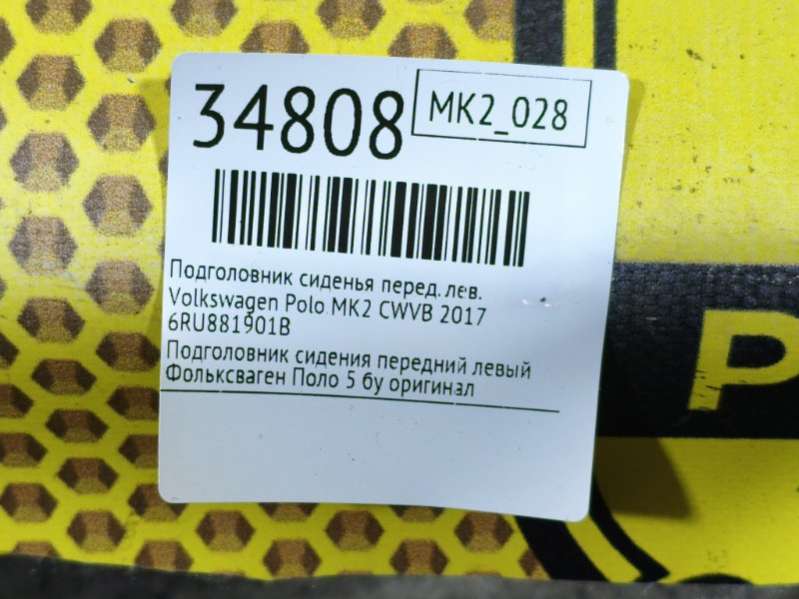 34808
MK2_028
Подголовник сиденья перед. лев.
Volkswagen Polo MK2 CWVB 2017
6RU881901B
Подголовник сидения передний левый
Фольксваген Поло 5 бу оригинал
P